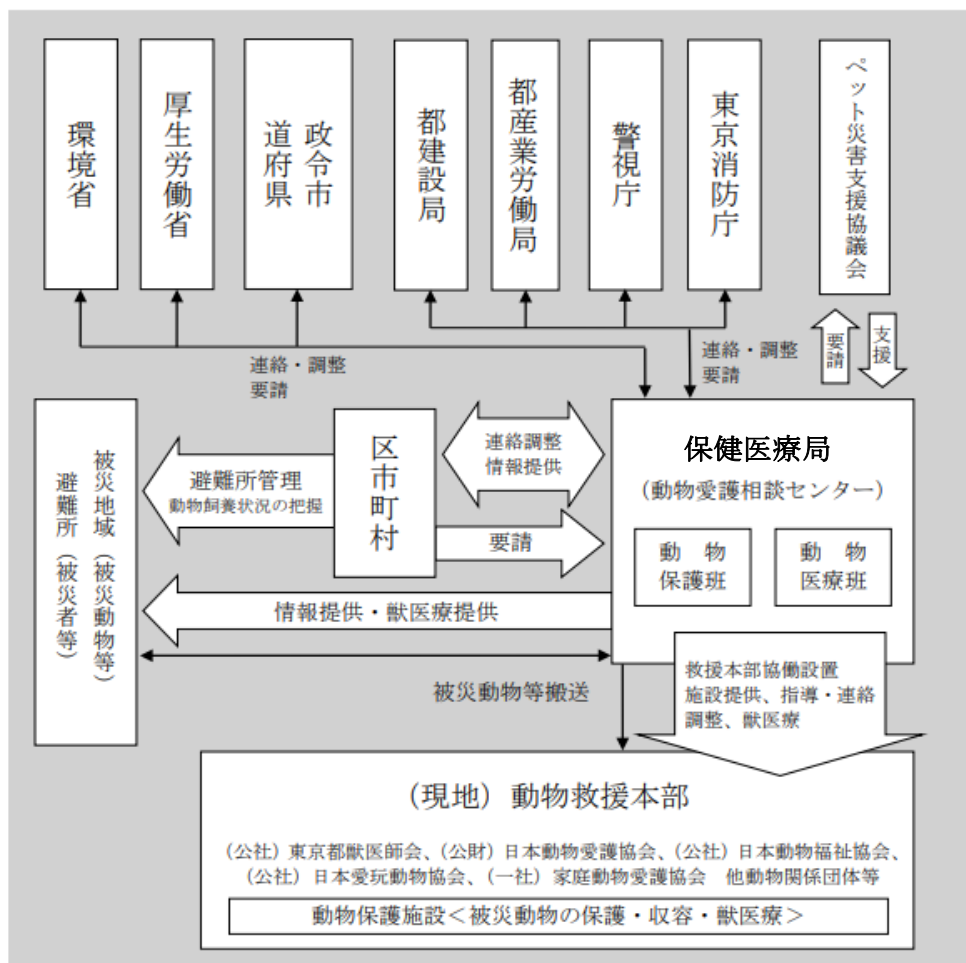 環境省
厚生労働省
政令市
道府県
都建設局
都産業労働局
警視庁
東京消防庁
ペット災害支援協議会
連絡・調整
要請
連絡・調整
要請
要請
支援
被災地域（被災動物等）
避難所（被災者等）
避難所管理
動物飼養状況の把握
区市町村
連絡調整
情報提供
要請
保健医療局
（動物愛護相談センター）
動　物
保護班
動　物
医療班
情報提供・獣医療提供
被災動物等搬送
救援本部協働設置
施設提供、指導・連絡
調整、獣医療
（現地）動物救援本部
（公社）東京都獣医師会、（公財）日本動物愛護協会、（公社）日本動物福祉協会、
（公社）日本愛玩動物協会、（一社）家庭動物愛護協会　他動物関係団体等
動物保護施設＜被災動物の保護・収容・獣医療＞